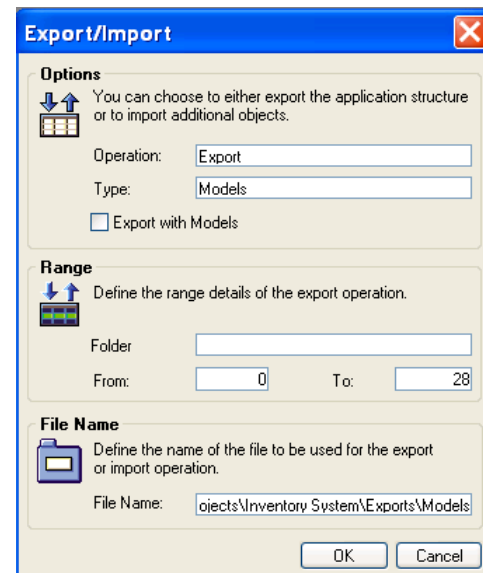 Export/Import
Options
You can choose to either export the application structure
or to import additional objects.
Operation: Export
Type: Models
Export with Models
Range
Define the range details of the export operation.
Folder
From: 0 To: 28
File Name
Define the name of the file to be used for the export
or import operation.
File Name: ojects\Inventory System\Exports\Models
OK Cancel